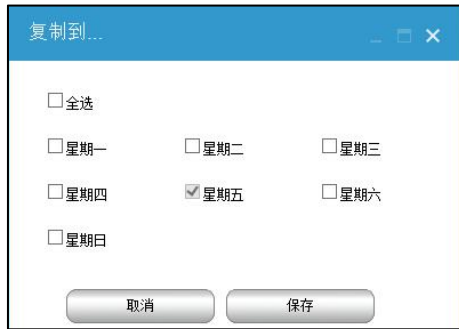 复制到...
全选
星期一 星期二 星期三
星期四 星期五 星期六
星期日
取消 保存